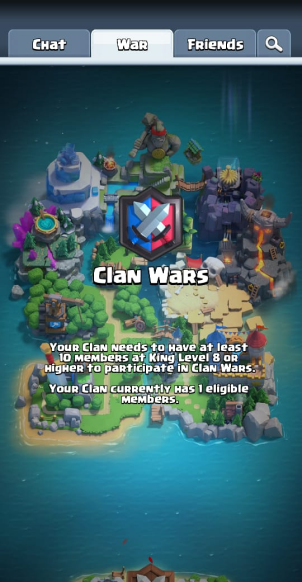 Chat War Friends
Clan Wars
Your Clan needs to have at least
10 members at King Level 8 or
higher to participate in Clan Wars.
Your Clan currently has 1 eligible
members.